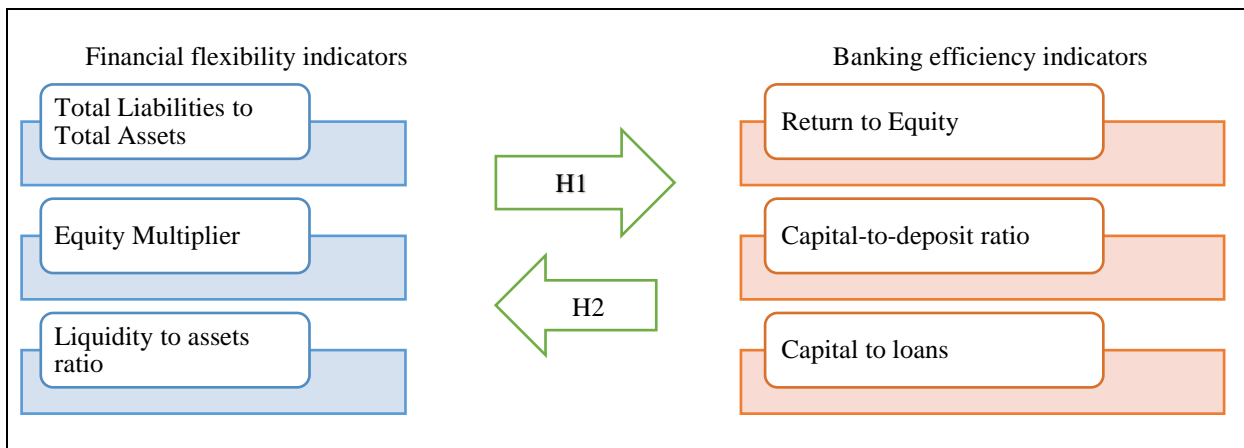 Financial flexibility indicators
Total Liabilities to
Total Assets
Equity Multiplier
Liquidity to assets
ratio
H1
H2
Banking efficiency indicators
Return to Equity
Capital-to-deposit ratio
Capital to loans